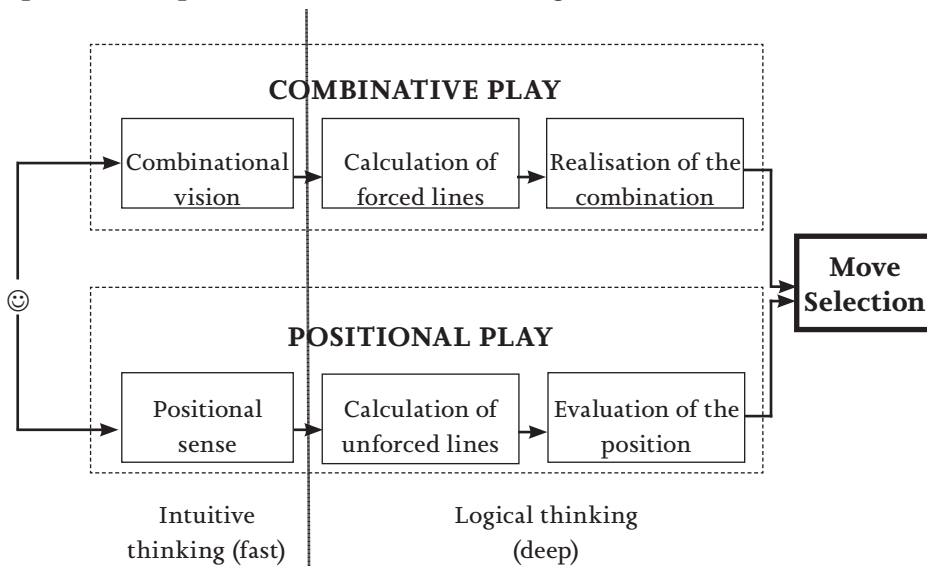 COMBINATIVE PLAY
Combinational
vision
Calculation of
forced lines
Realisation of the
combination
Move
Selection
POSITIONAL PLAY
Positional
sense
Calculation of
unforced lines
Evaluation of the
position
Intuitive
thinking (fast)
Logical thinking
(deep)